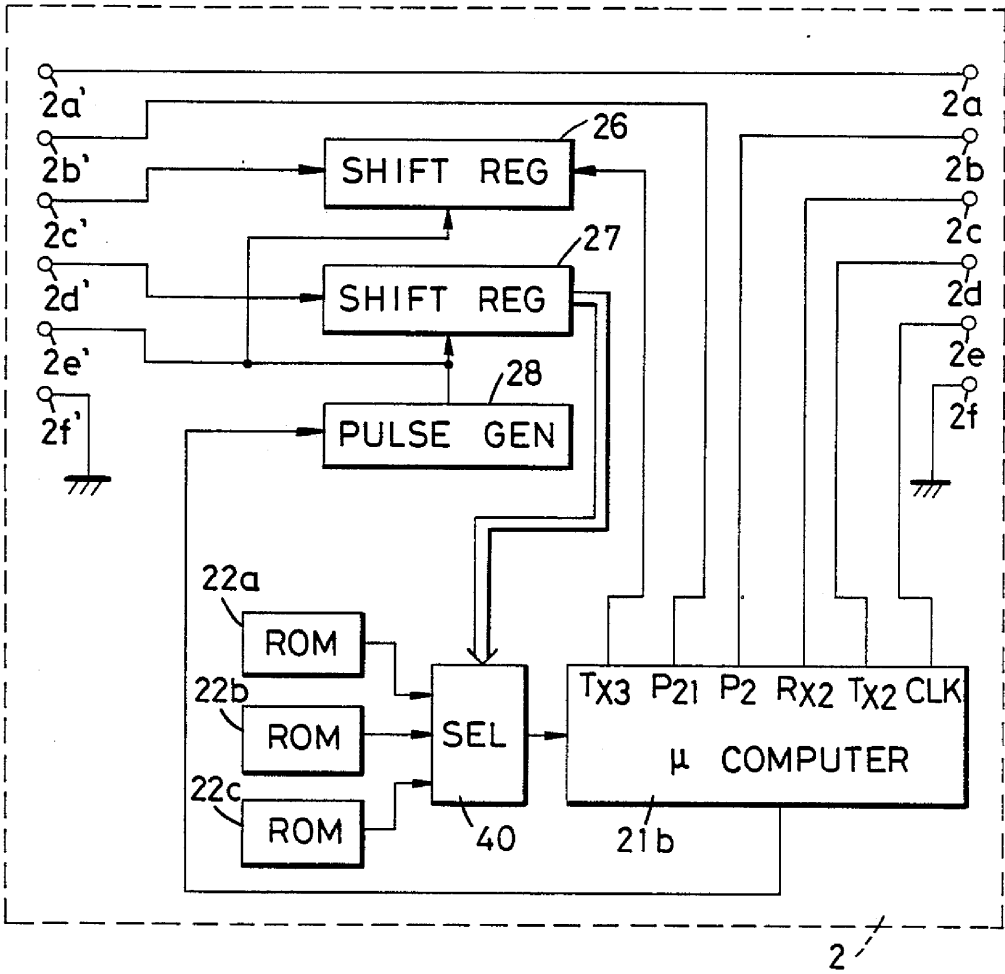 2a'
2a
2b'
26
2b
SHIFT REG
2c'
2c
27
2d'
2d
SHIFT REG
2e'
2e
28
2f'
2f
PULSE GEN
22a
ROM
22b
TX3 P21 P2 RX2 TX2 CLK
ROM
SEL
μ COMPUTER
22c
ROM
40
21b
2